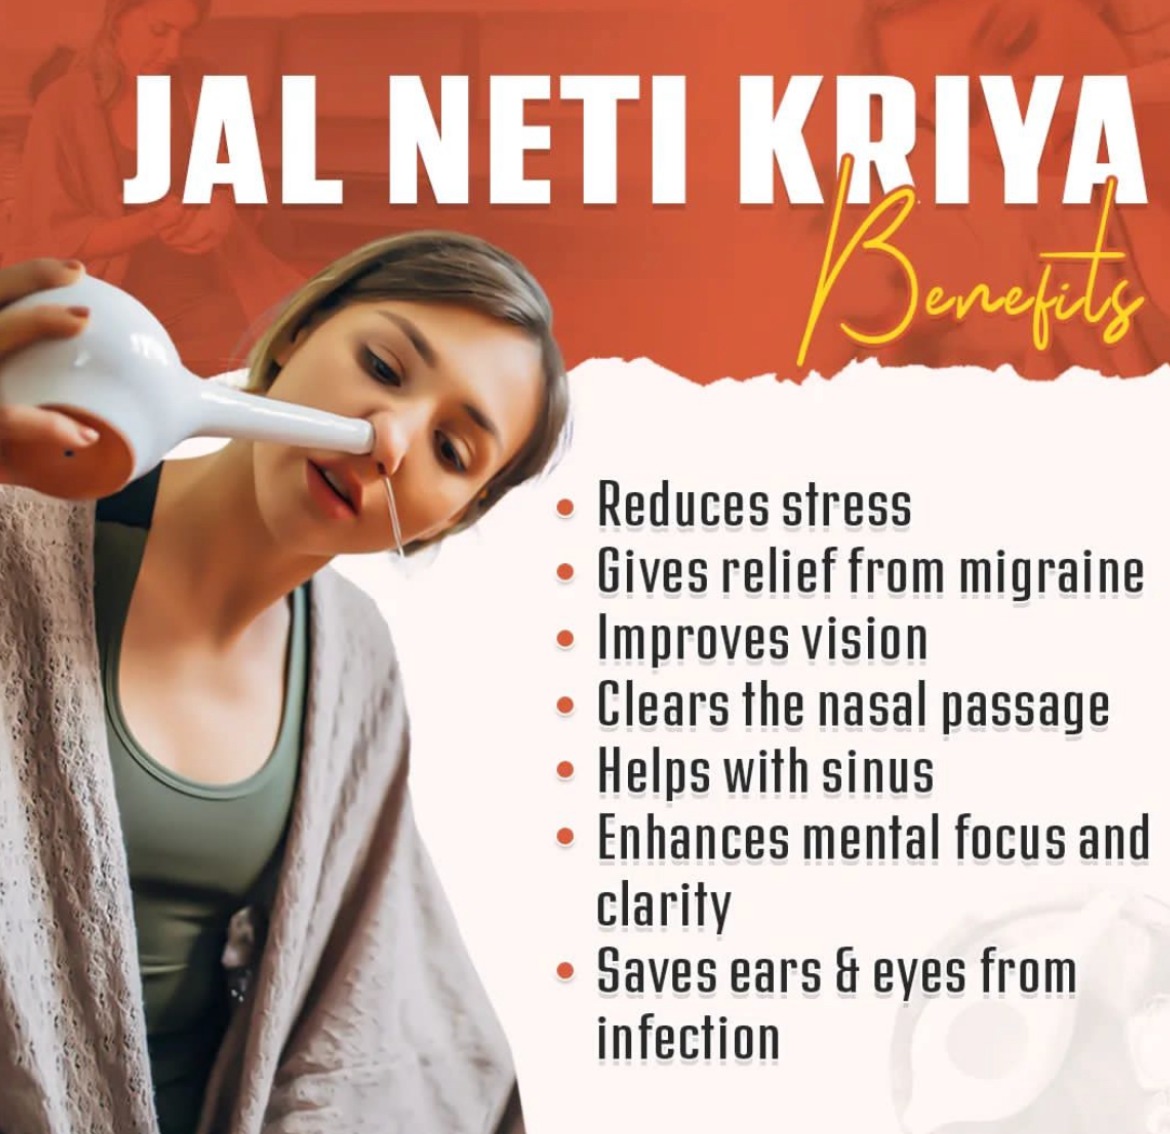 JAL NETI KRIYA
Benefits
• Reduces stress
• Gives relief from migraine
• Improves vision
• Clears the nasal passage
• Helps with sinus
• Enhances mental focus and
clarity
• Saves ears & eyes from
infection